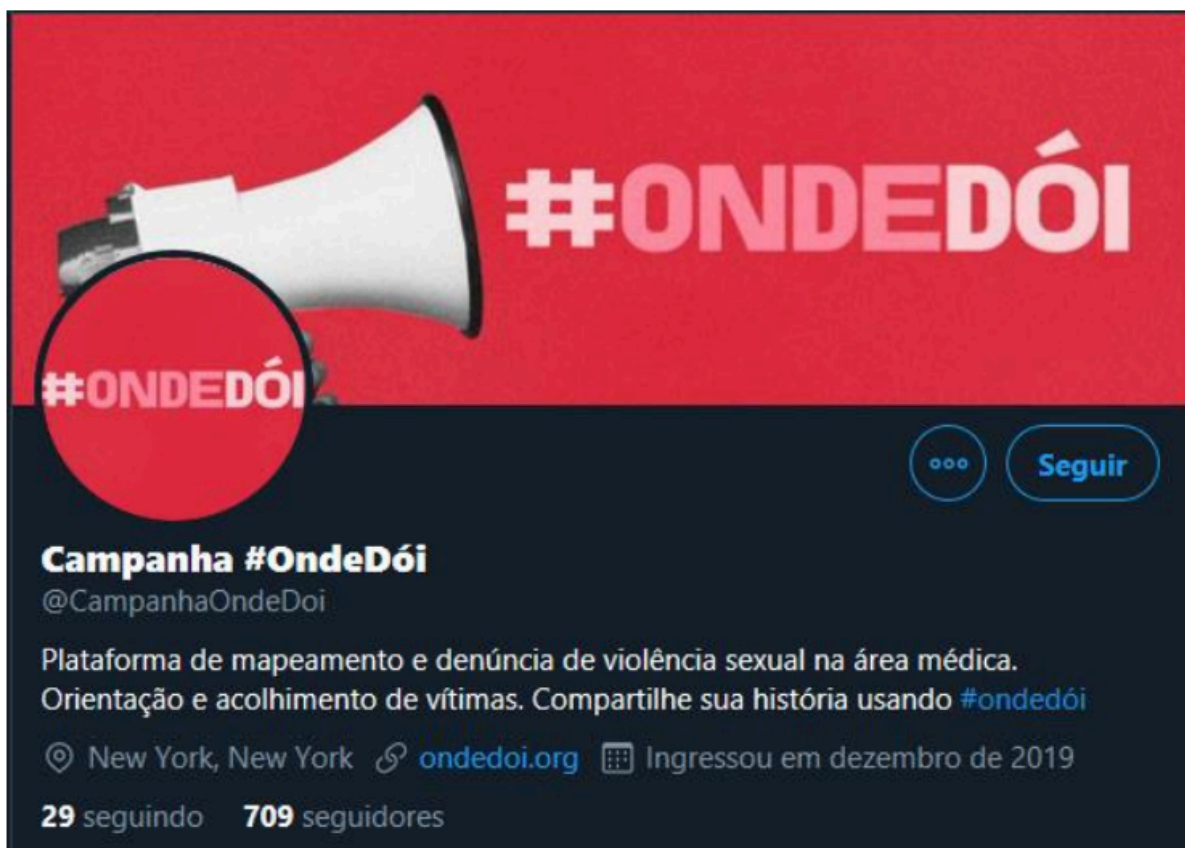 #ONDEDÓI
#ONDEDÓI
Seguir
Campanha #OndeDói
@CampanhaOndeDoi
Plataforma de mapeamento e denúncia de violência sexual na área médica.
Orientação e acolhimento de vítimas. Compartilhe sua história usando #ondedói
New York, New York ondedoi.org Ingressou em dezembro de 2019
29 seguindo 709 seguidores